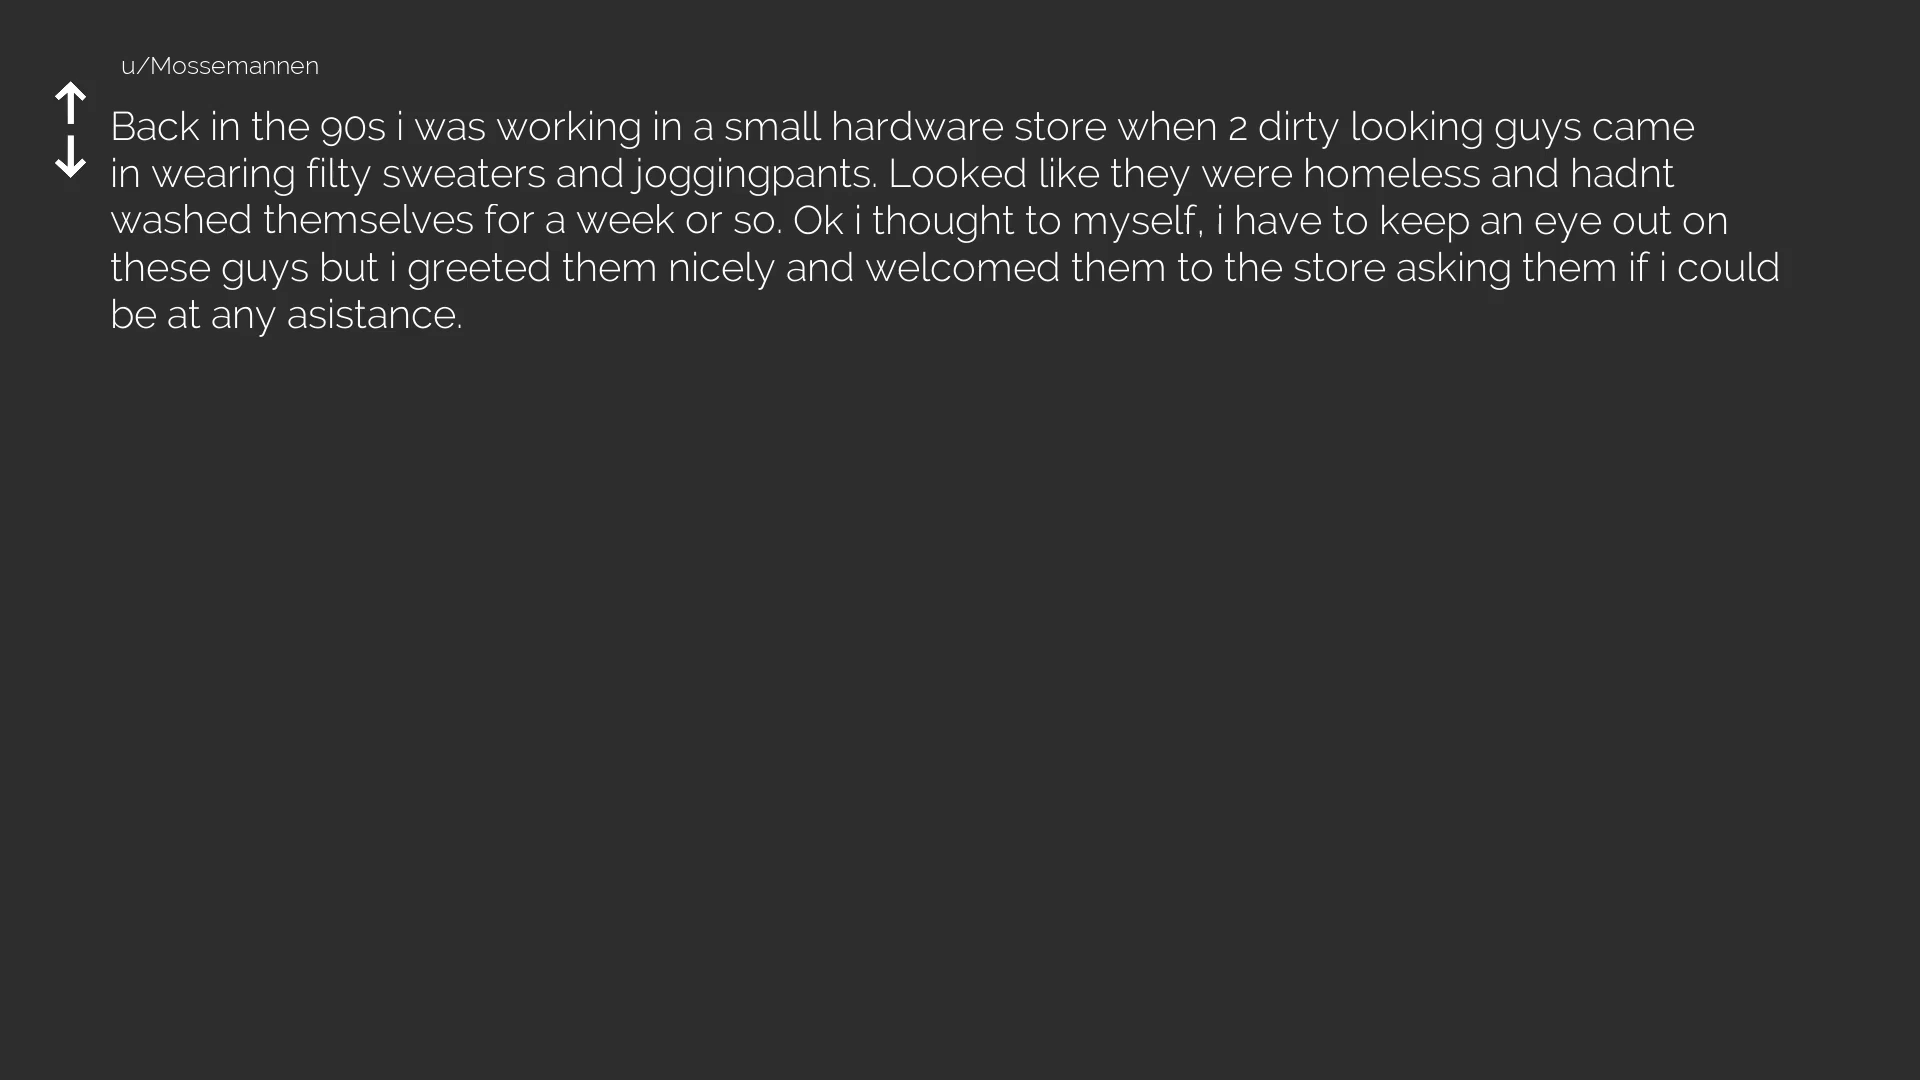 u/Mossemannen
Back in the 90s i was working in a small hardware store when 2 dirty looking guys came
in wearing filty sweaters and joggingpants. Looked like they were homeless and hadnt
washed themselves for a week or so. Ok i thought to myself, i have to keep an eye out on
these guys but i greeted them nicely and welcomed them to the store asking them if i could
be at any asistance.